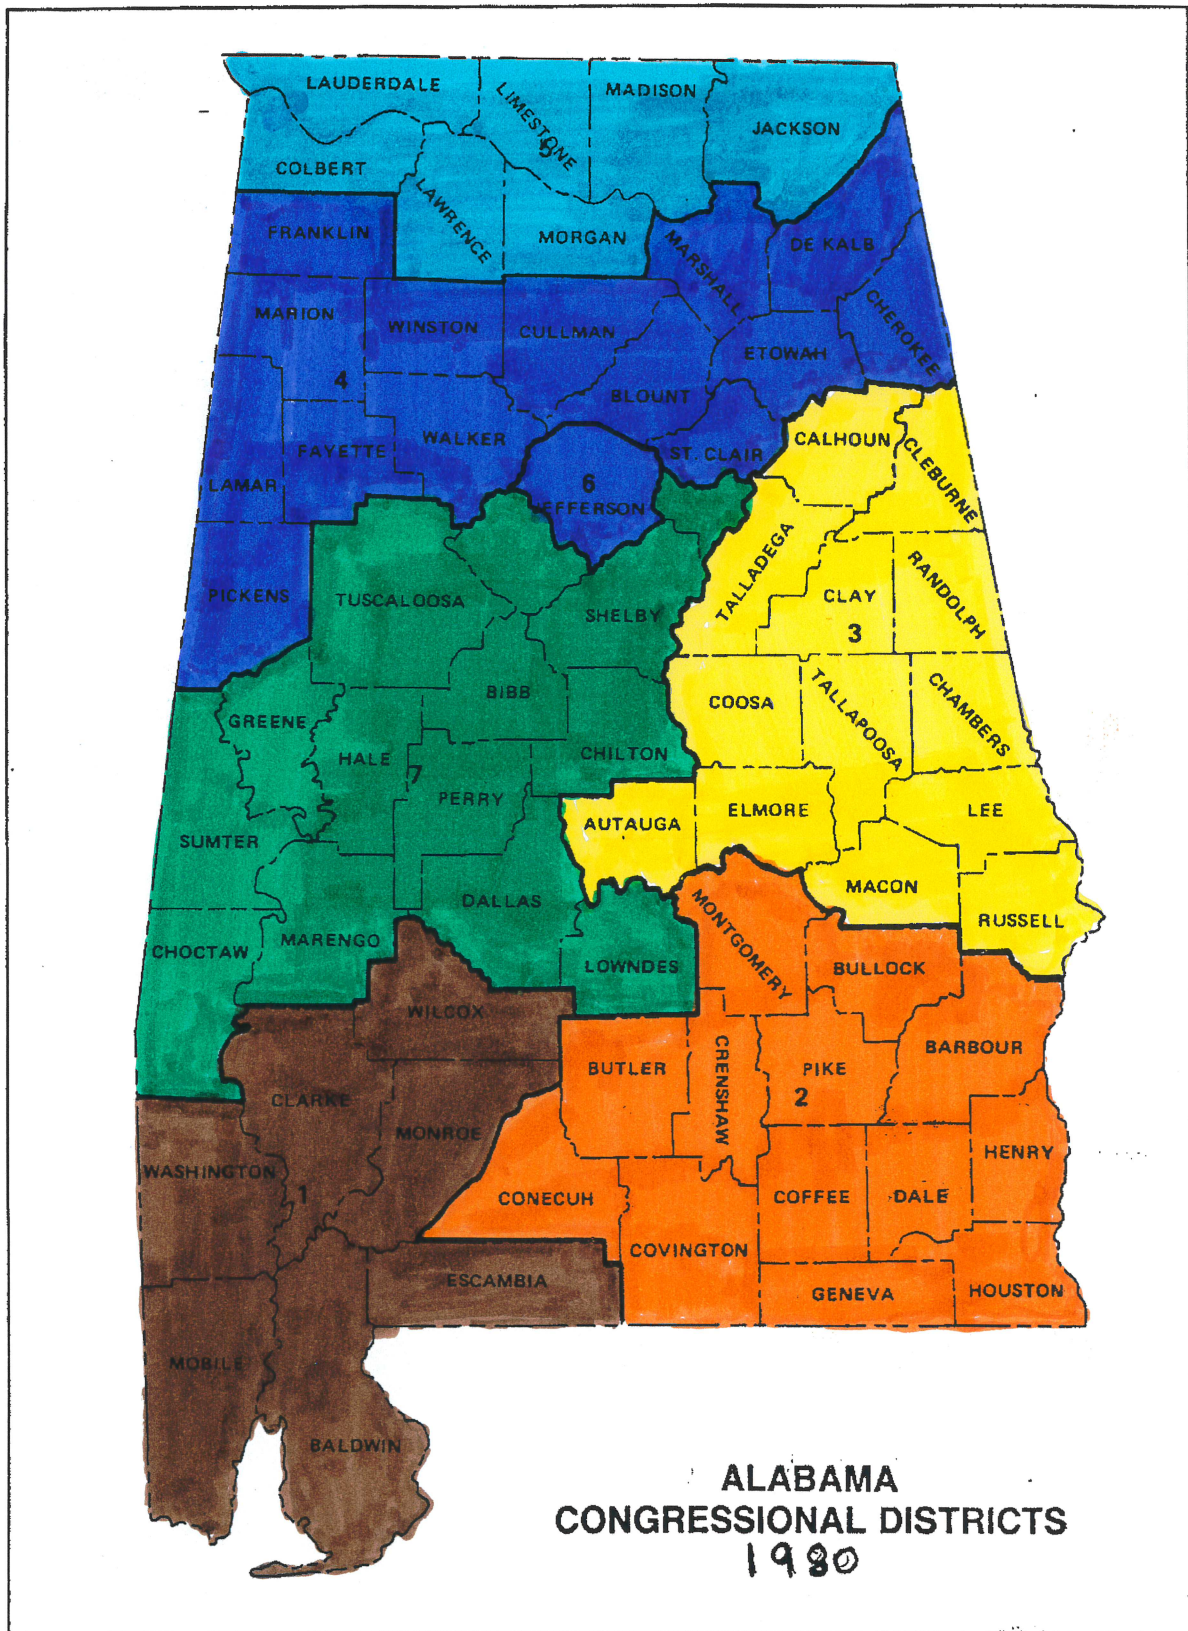 LAUDERDALE
LIMESTONE
MADISON
JACKSON
5
COLBERT
LAWRENCE
MORGAN
FRANKLIN
MARSHALL
DE KALB
MARION
WINSTON
CULLMAN
CHEROKEE
ETOWAH
4
BLOUNT
WALKER
CALHOUN
FAYETTE
ST. CLAIR
CLEBURNE
LAMAR
6
JEFFERSON
TALLADEGA
PICKENS
TUSCALOOSA
SHELBY
CLAY
RANDOLPH
3
BIBB
COOSA
TALLAPOOSA
CHAMBERS
GREENE
HALE
7
CHILTON
PERRY
AUTAUGA
ELMORE
LEE
SUMTER
DALLAS
MACON
RUSSELL
CHOCTAW
MARENGO
LOWNDES
MONTGOMERY
BULLOCK
WILCOX
BARBOUR
BUTLER
CRENSHAW
PIKE
2
CLARKE
MONROE
HENRY
WASHINGTON
1
CONECUH
COFFEE
DALE
COVINGTON
ESCAMBIA
GENEVA
HOUSTON
MOBILE
BALDWIN
ALABAMA
CONGRESSIONAL DISTRICTS
1980